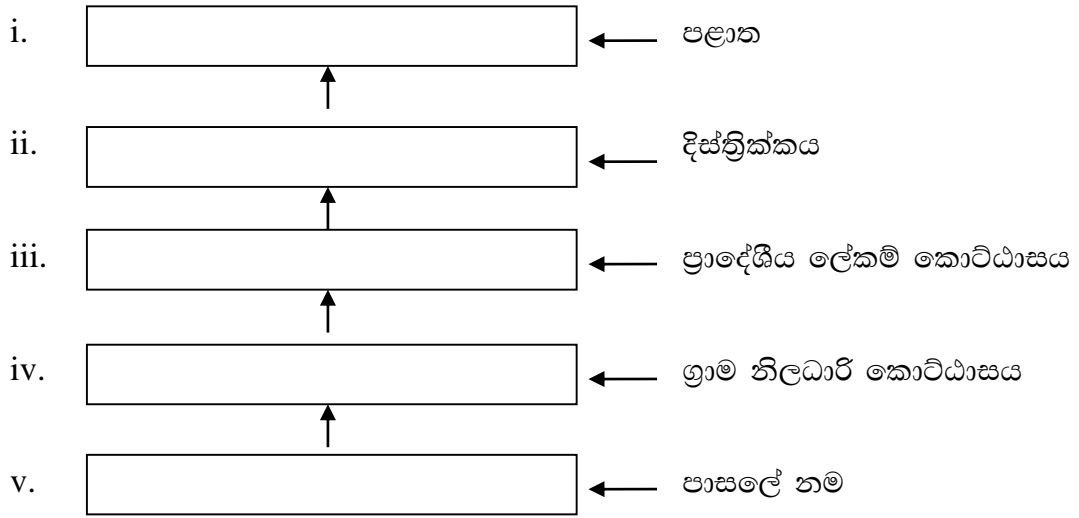 i. පළාත
ii. දිස්ත්‍රික්කය
iii. ප්‍රාදේශීය ලේකම් කොට්ඨාසය
iv. ග්‍රාම නිලධාරි කොට්ඨාසය
v. පාසලේ නම